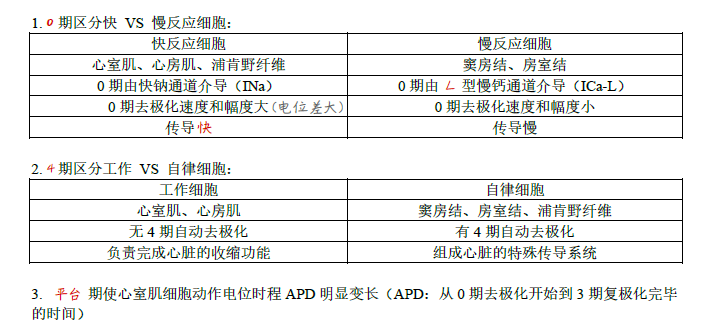 1. 0 期区分快 VS 慢反应细胞：
快反应细胞 慢反应细胞
心室肌、心房肌、浦肯野纤维 窦房结、房室结
0 期由快钠通道介导（INa） 0 期由 L 型慢钙通道介导（ICa-L）
0 期去极化速度和幅度大(电位差大) 0 期去极化速度和幅度小
传导快 传导慢
2. 4 期区分工作 VS 自律细胞：
工作细胞 自律细胞
心室肌、心房肌 窦房结、房室结、浦肯野纤维
无 4 期自动去极化 有 4 期自动去极化
负责完成心脏的收缩功能 组成心脏的特殊传导系统
3. 平台 期使心室肌细胞动作电位时程 APD 明显变长（APD：从 0 期去极化开始到 3 期复极化完毕
的时间）